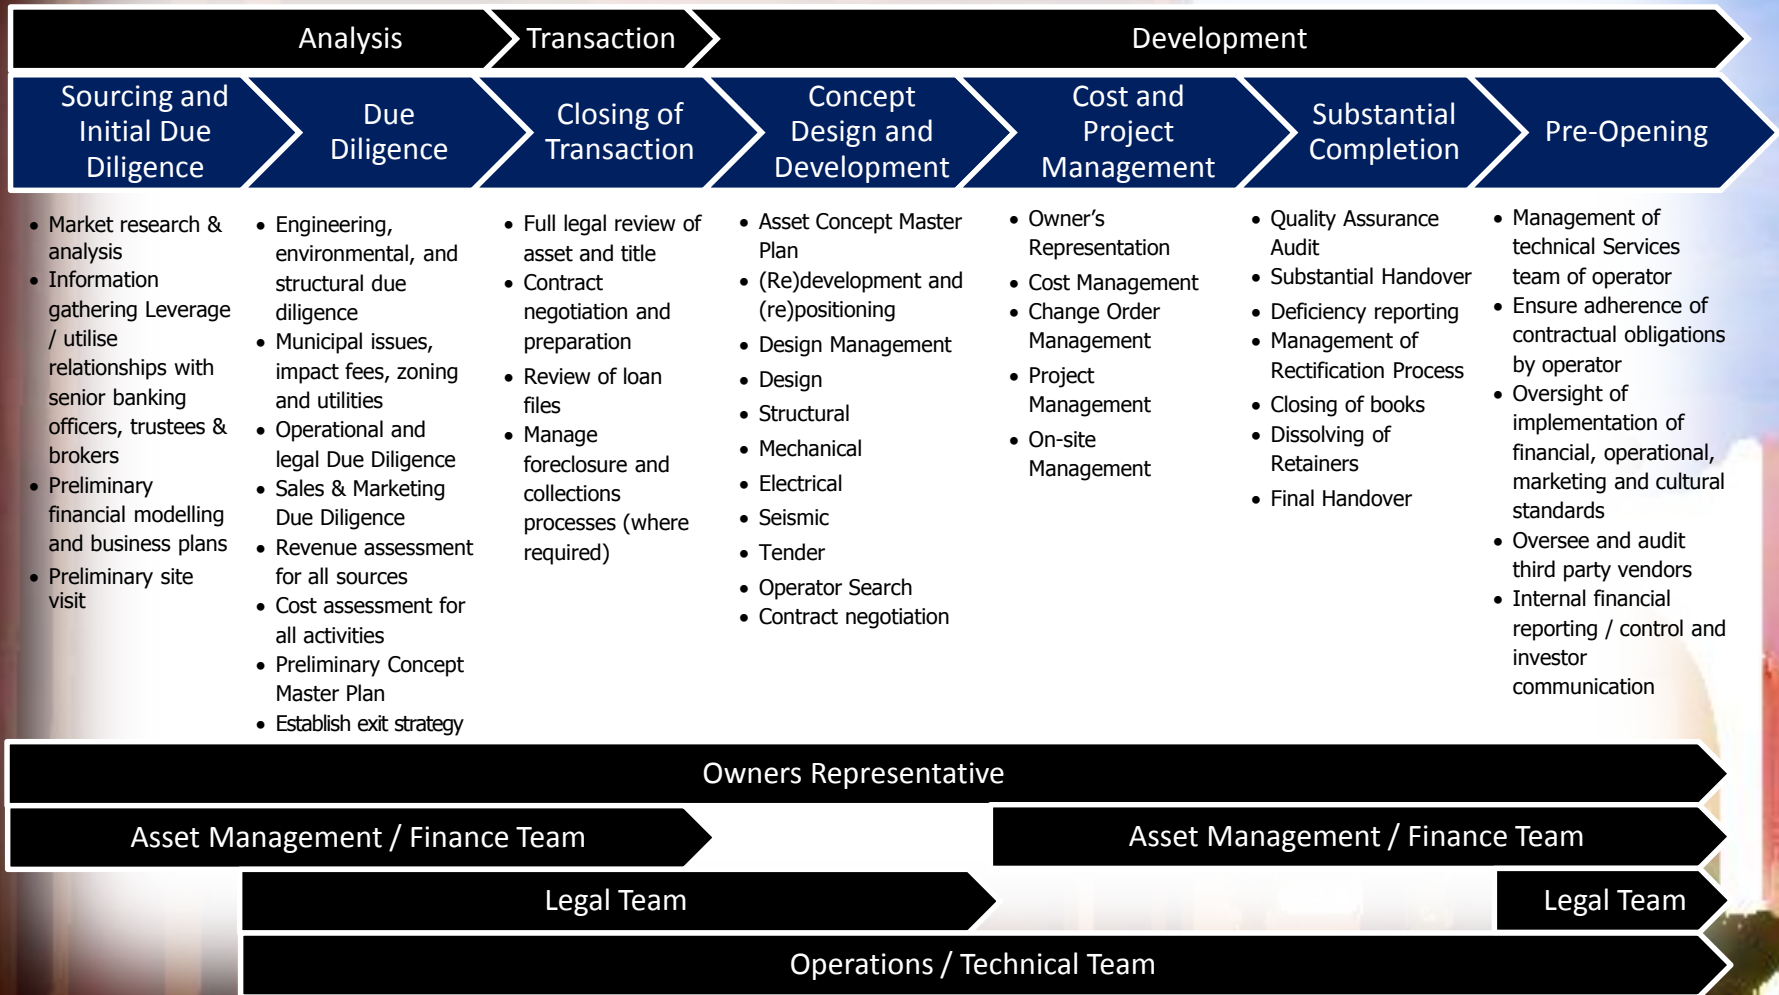 Analysis
Transaction
Development
Sourcing and
Initial Due
Diligence
Due
Diligence
Closing of
Transaction
Concept
Design and
Development
Cost and
Project
Management
Substantial
Completion
Pre-Opening
• Market research &
analysis
• Information
gathering Leverage
/ utilise
relationships with
senior banking
officers, trustees &
brokers
• Preliminary
financial modelling
and business plans
• Preliminary site
visit
• Engineering,
environmental, and
structural due
diligence
• Municipal issues,
impact fees, zoning
and utilities
• Operational and
legal Due Diligence
• Sales & Marketing
Due Diligence
• Revenue assessment
for all sources
• Cost assessment for
all activities
• Preliminary Concept
Master Plan
• Establish exit strategy
• Full legal review of
asset and title
• Contract
negotiation and
preparation
• Review of loan
files
• Manage
foreclosure and
collections
processes (where
required)
• Asset Concept Master
Plan
• (Re)development and
(re)positioning
• Design Management
• Design
• Structural
• Mechanical
• Electrical
• Seismic
• Tender
• Operator Search
• Contract negotiation
• Owner’s
Representation
• Cost Management
• Change Order
Management
• Project
Management
• On-site
Management
• Quality Assurance
Audit
• Substantial Handover
• Deficiency reporting
• Management of
Rectification Process
• Closing of books
• Dissolving of
Retainers
• Final Handover
• Management of
technical Services
team of operator
• Ensure adherence of
contractual obligations
by operator
• Oversight of
implementation of
financial, operational,
marketing and cultural
standards
• Oversee and audit
third party vendors
• Internal financial
reporting / control and
investor
communication
Owners Representative
Asset Management / Finance Team
Asset Management / Finance Team
Legal Team
Legal Team
Operations / Technical Team